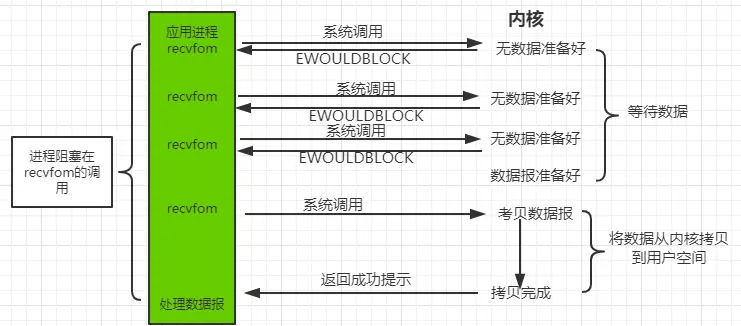 应用进程
内核
recvfom
系统调用
无数据准备好
EWOULDBLOCK
recvfom
系统调用
无数据准备好
EWOULDBLOCK
等待数据
系统调用
recvfom
无数据准备好
EWOULDBLOCK
进程阻塞在
recvfom的调
用
数据报准备好
recvfom
系统调用
考贝数据报
将数据从内核拷贝
到用户空间
返回成功提示
拷贝完成
处理数据报